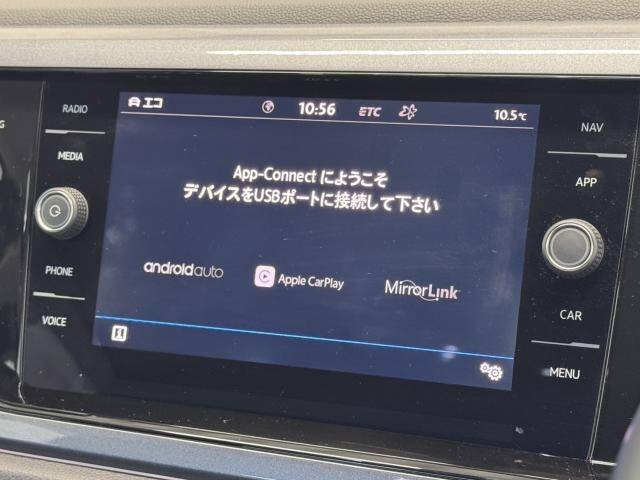 エコ 10:56 ETC 10.5℃
App-Connect にようこそ
デバイスをUSBポートに接続して下さい
androidauto Apple CarPlay MirrorLink
RADIO
MEDIA
PHONE
VOICE
NAV
APP
CAR
MENU